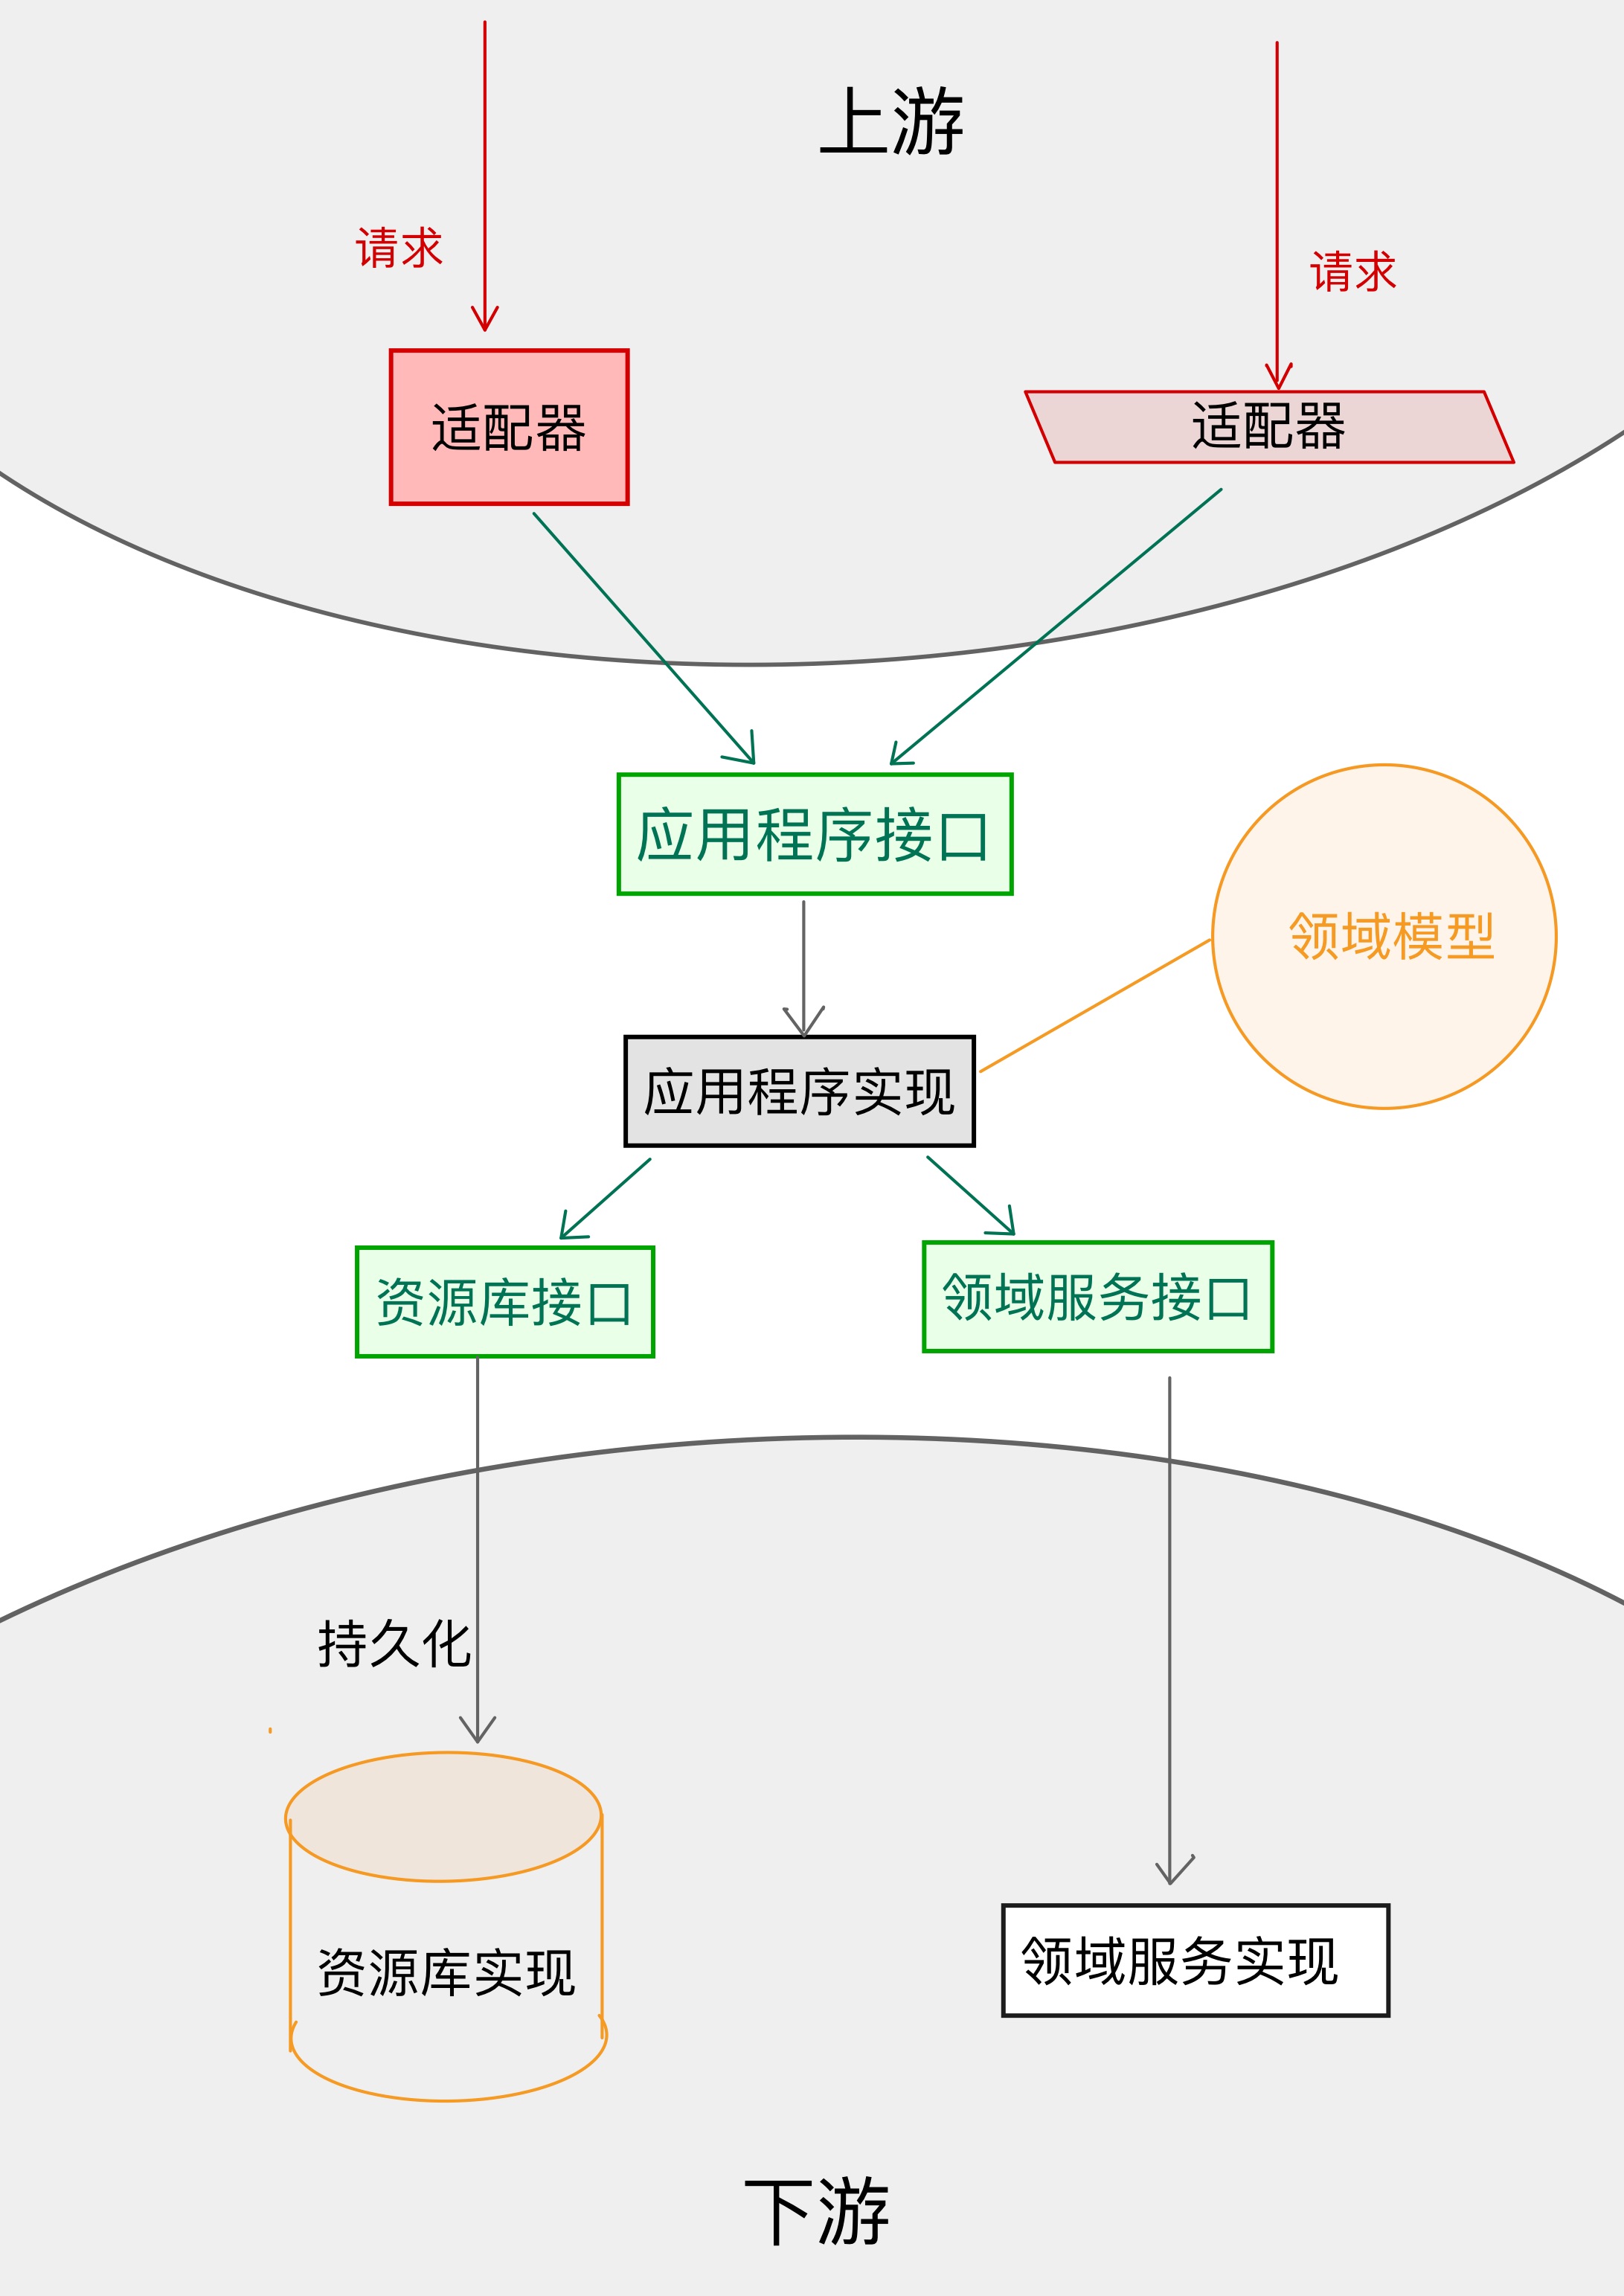 上游
请求
请求
适配器
适配器
应用程序接口
领域模型
应用程序实现
资源库接口
领域服务接口
持久化
资源库实现
领域服务实现
下游